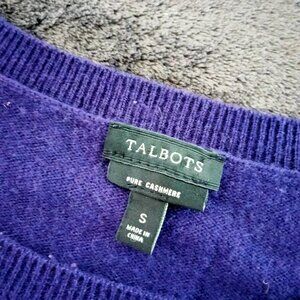 TALBOTS
PURE CASHMERE
S
MADE IN
CHINA